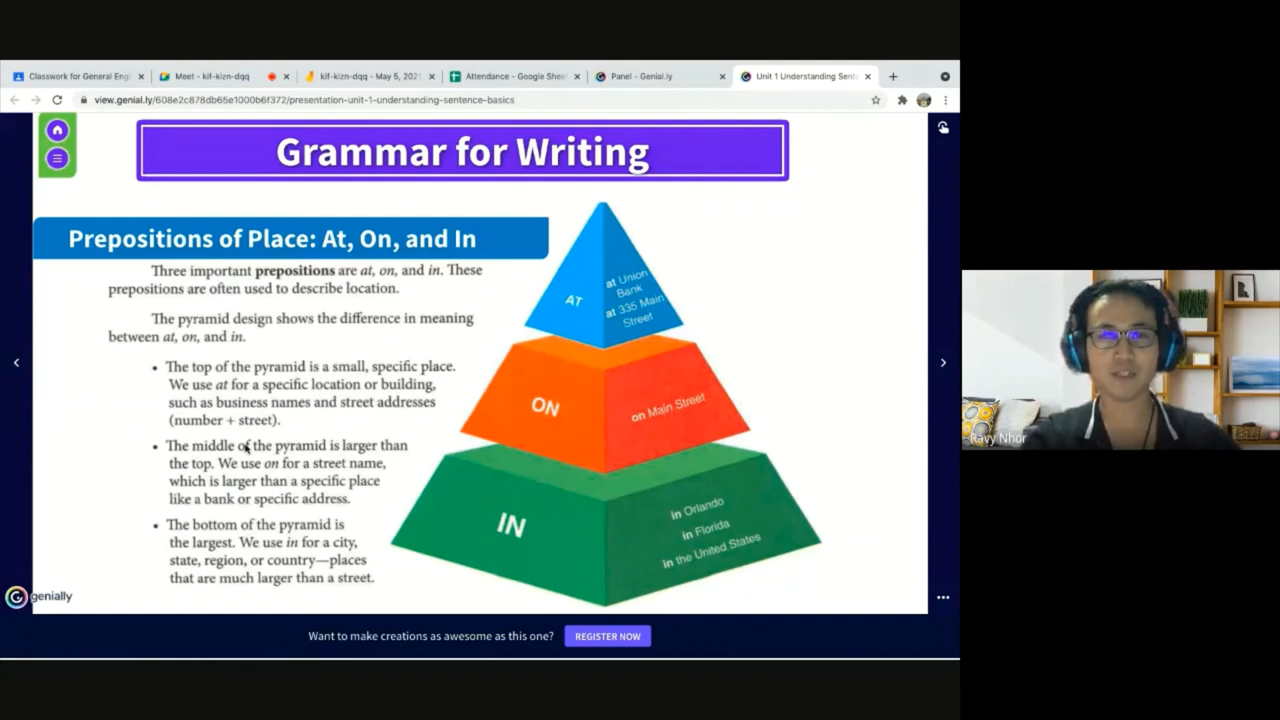 Classwork for General Engl
Meet - kif-kizn-dqq
kif-kizn-dqq - May 5, 202
Attendance - Google Shee
Panel - Genial.ly
Unit 1 Understanding Sent
view.genial.ly/608e2c878db65e1000b6f372/presentation-unit-1-understanding-sentence-basics
Grammar for Writing
Prepositions of Place: At, On, and In
Three important prepositions are at, on, and in. These
prepositions are often used to describe location.
The pyramid design shows the difference in meaning
between at, on, and in.
• The top of the pyramid is a small, specific place.
We use at for a specific location or building,
such as business names and street addresses
(number + street).
• The middle of the pyramid is larger than
the top. We use on for a street name,
which is larger than a specific place
like a bank or specific address.
• The bottom of the pyramid is
the largest. We use in for a city,
state, region, or country—places
that are much larger than a street.
AT
at Union
Bank
at 335 Main
Street
ON
on Main Street
IN
in Orlando
in Florida
in the United States
Ravy Nhor
genially
Want to make creations as awesome as this one?
REGISTER NOW